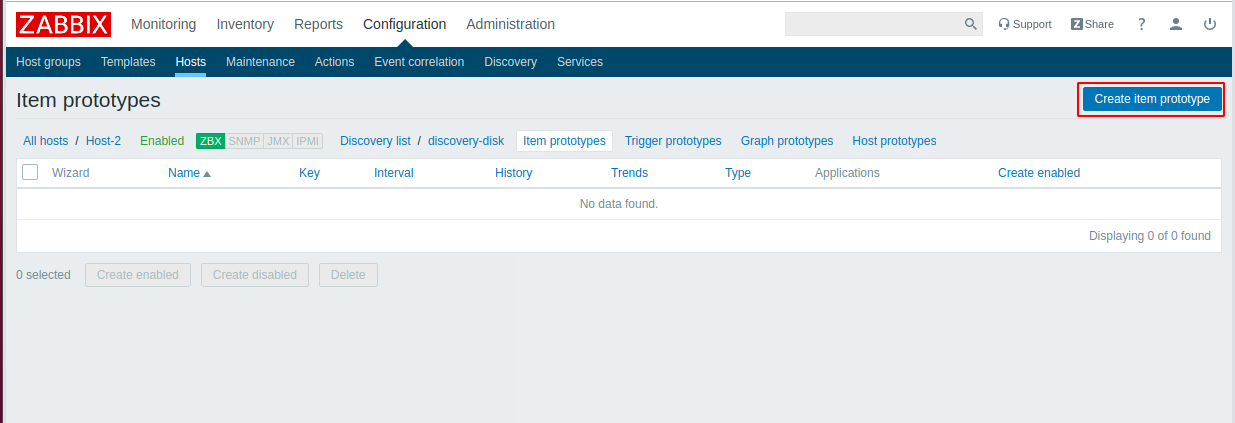 ZABBIX Monitoring Inventory Reports Configuration Administration Support Z Share ?
Host groups Templates Hosts Maintenance Actions Event correlation Discovery Services
Item prototypes Create item prototype
All hosts / Host-2 Enabled ZBX SNMP JMX IPMI Discovery list / discovery-disk Item prototypes Trigger prototypes Graph prototypes Host prototypes
Wizard Name Key Interval History Trends Type Applications Create enabled
No data found.
Displaying 0 of 0 found
0 selected Create enabled Create disabled Delete